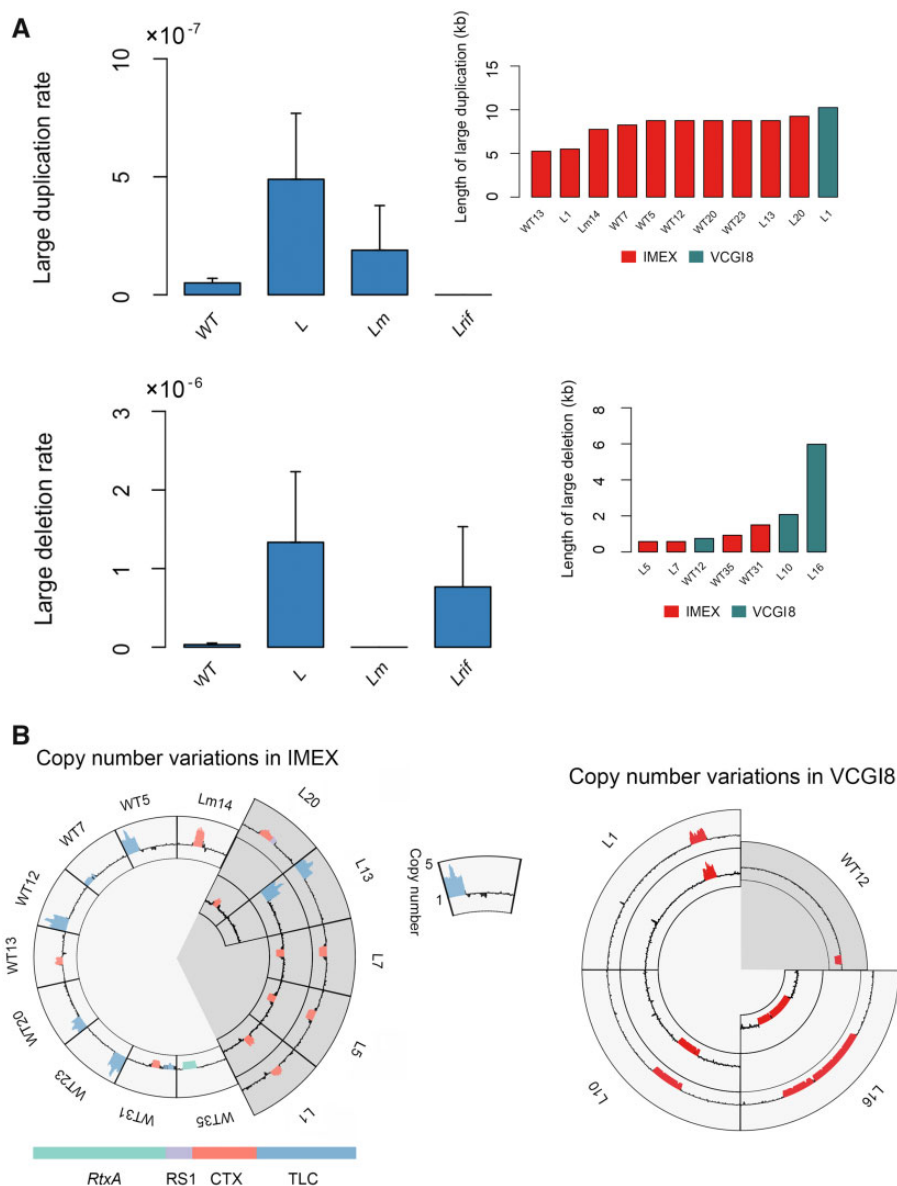 A
×10-7
Large duplication rate
10
5
0
WT
L
Lm
Lrif
Length of large duplication (kb)
15
10
5
0
WT13
L1
Lm14
WT7
WT5
WT12
WT20
WT23
L13
L20
L1
IMEX
VCGI8
×10-6
Large deletion rate
3
2
1
0
WT
L
Lm
Lrif
Length of large deletion (kb)
8
6
4
2
0
L5
L7
WT12
WT35
WT31
L10
L16
IMEX
VCGI8
B
Copy number variations in IMEX
WT5
Lm14
L20
WT7
L13
WT12
WT13
L7
WT20
L5
WT23
WT31
WT35
L1
RtxA
RS1
CTX
TLC
5
1
Copy number
Copy number variations in VCGI8
L1
WT12
L10
L16